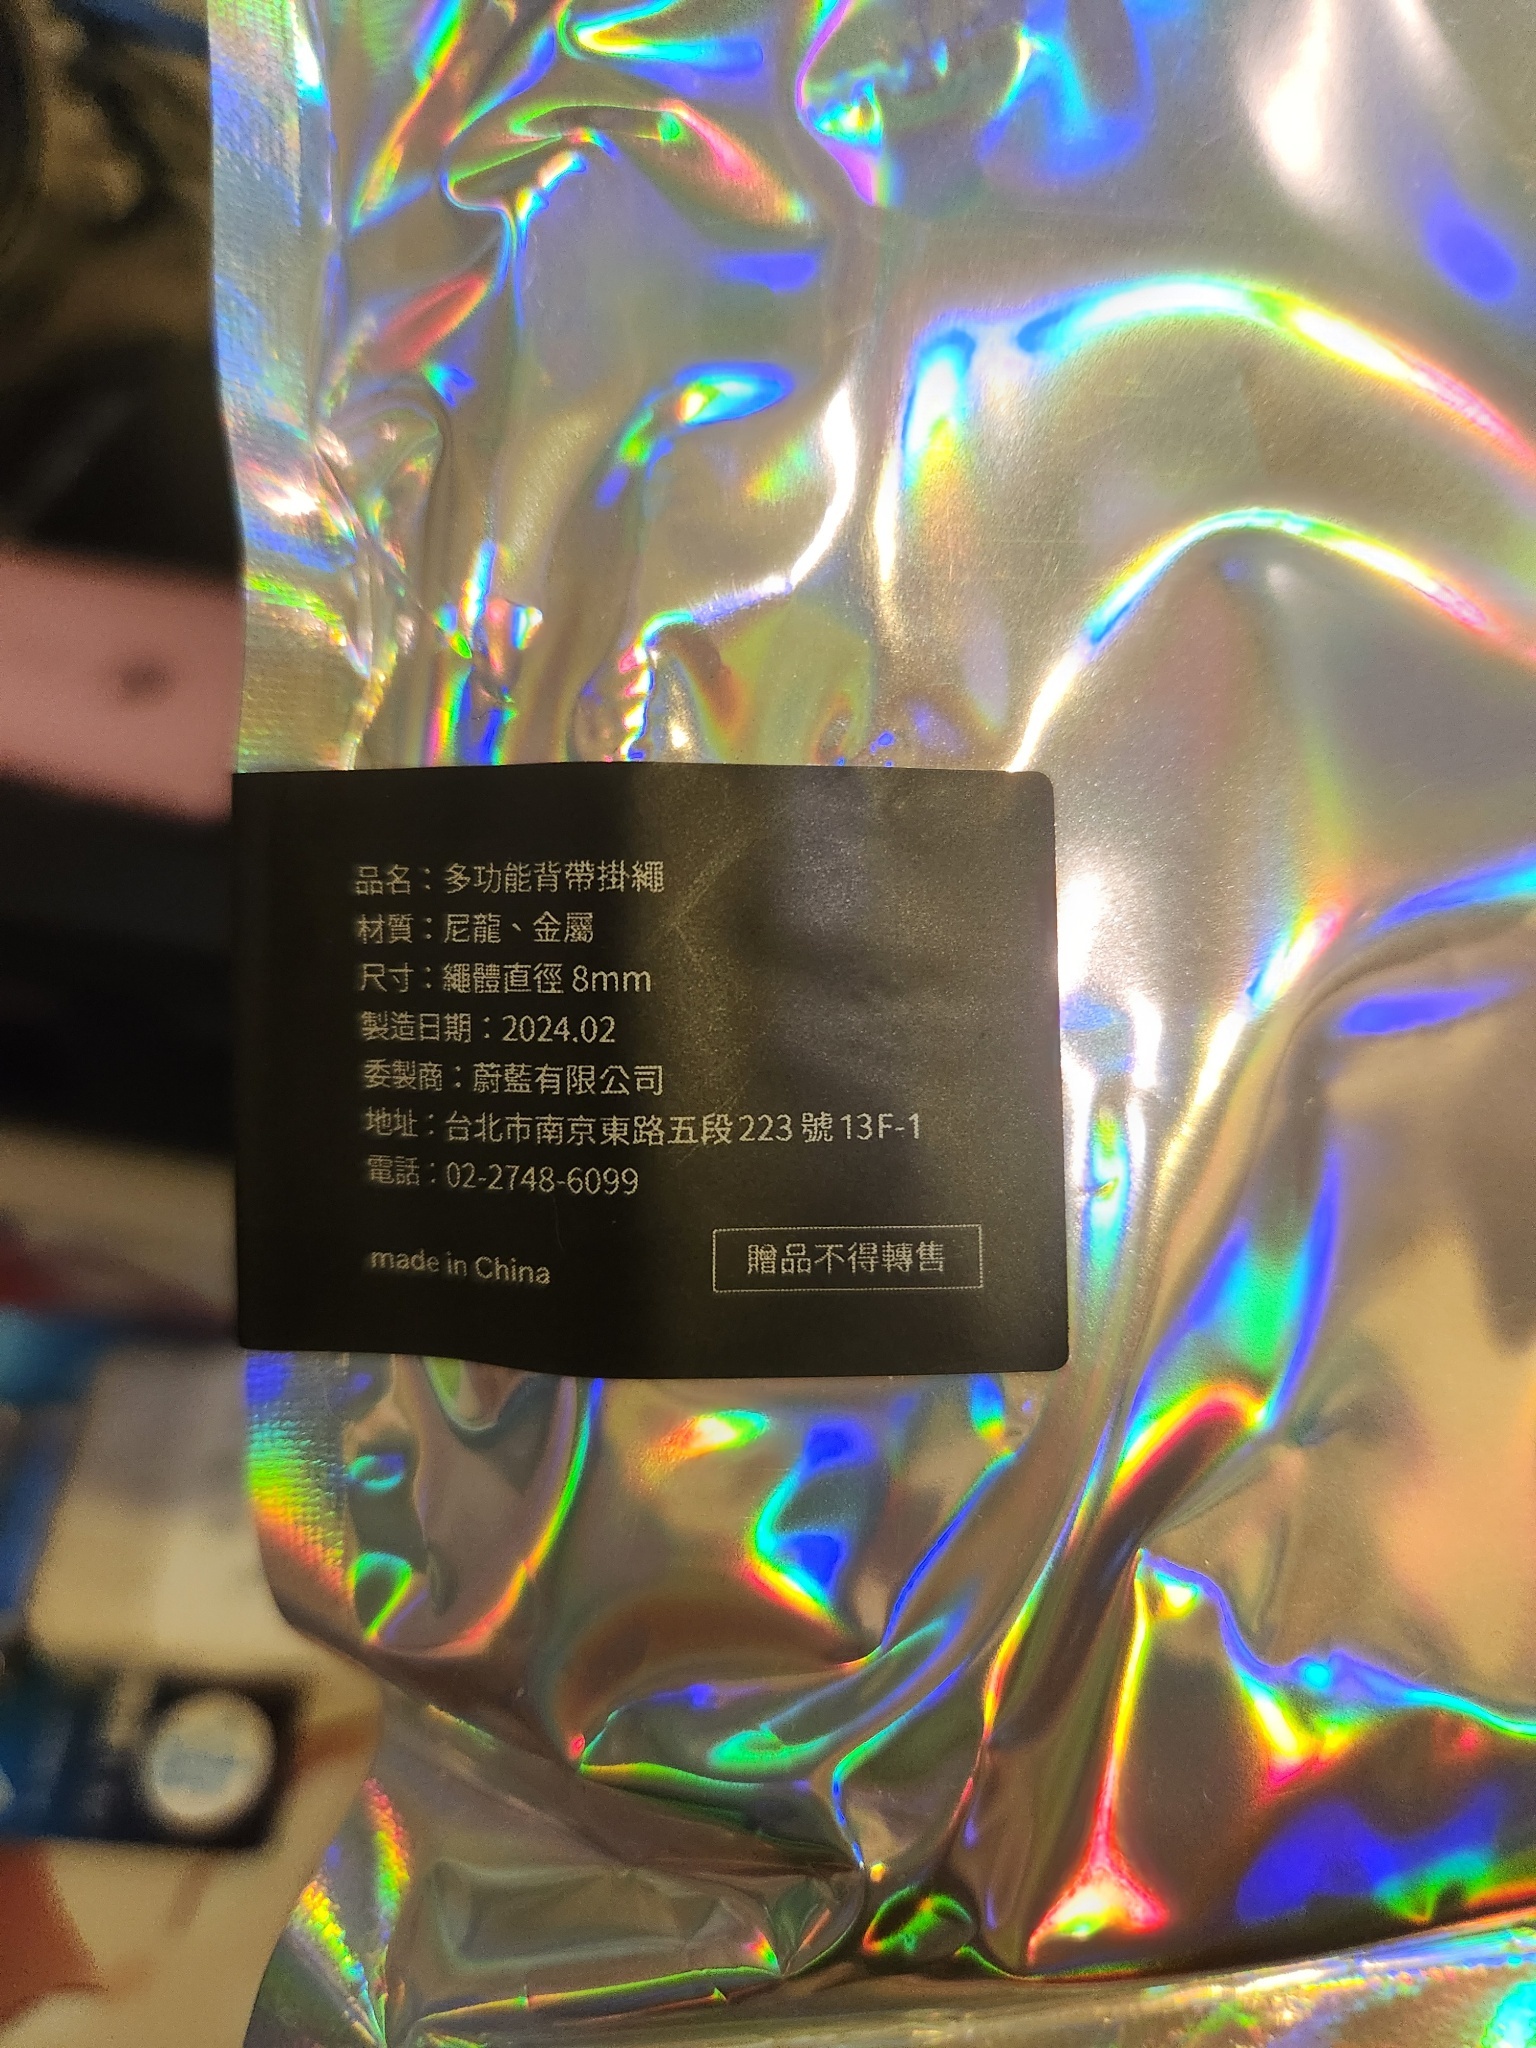 品名：多功能背帶掛繩
材質：尼龍、金屬
尺寸：繩體直徑 8mm
製造日期：2024.02
委製商：蔚藍有限公司
地址：台北市南京東路五段 223 號 13F-1
電話：02-2748-6099
made in China
贈品不得轉售